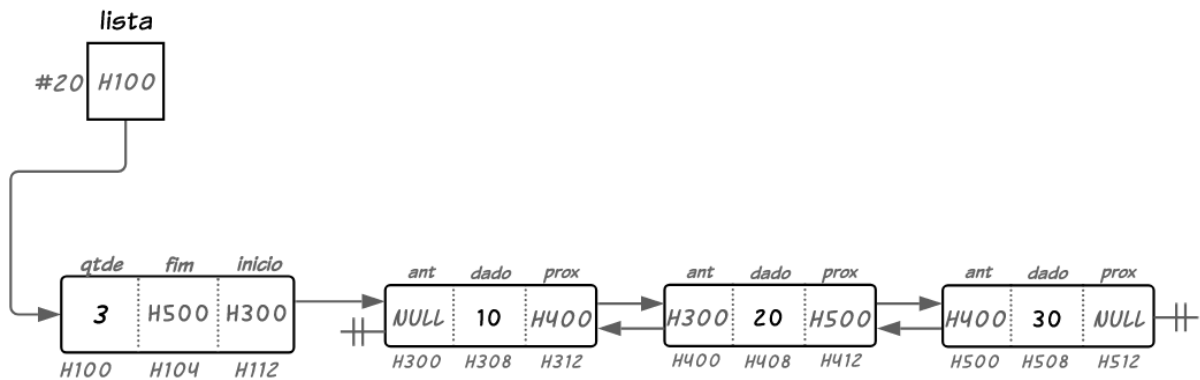 lista
#20 H100
qtde fim inicio
3 H500 H300
H100 H104 H112
ant dado prox
NULL 10 H400
H300 H308 H312
ant dado prox
H300 20 H500
H400 H408 H412
ant dado prox
H400 30 NULL
H500 H508 H512